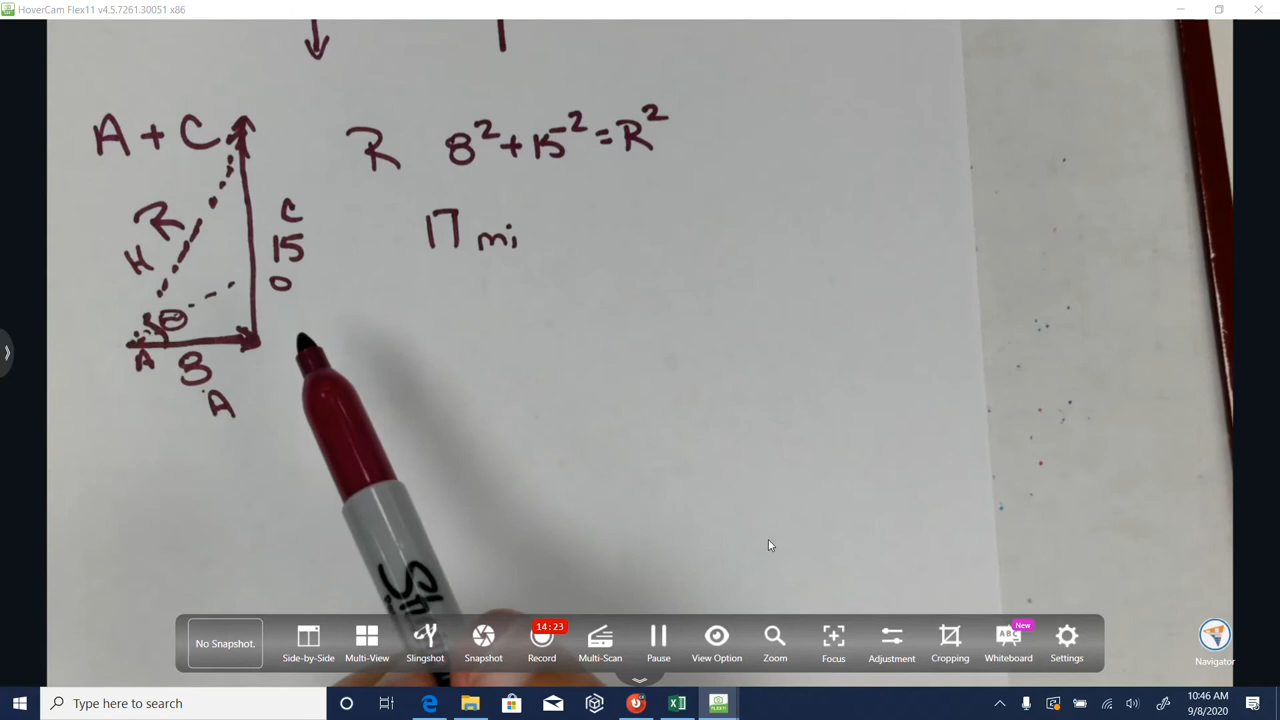 HoverCam Flex11 v4.5.7261.30051 x86
A + C
R
8² + 15² = R²
R
C
H
15
17 mi
O
Θ
A
8
A
No Snapshot.
14:23
New
ABC
Side-by-Side
Multi-View
Slingshot
Snapshot
Record
Multi-Scan
Pause
View Option
Zoom
Focus
Adjustment
Cropping
Whiteboard
Settings
Navigator
Type here to search
FLEX11
10:46 AM
9/8/2020